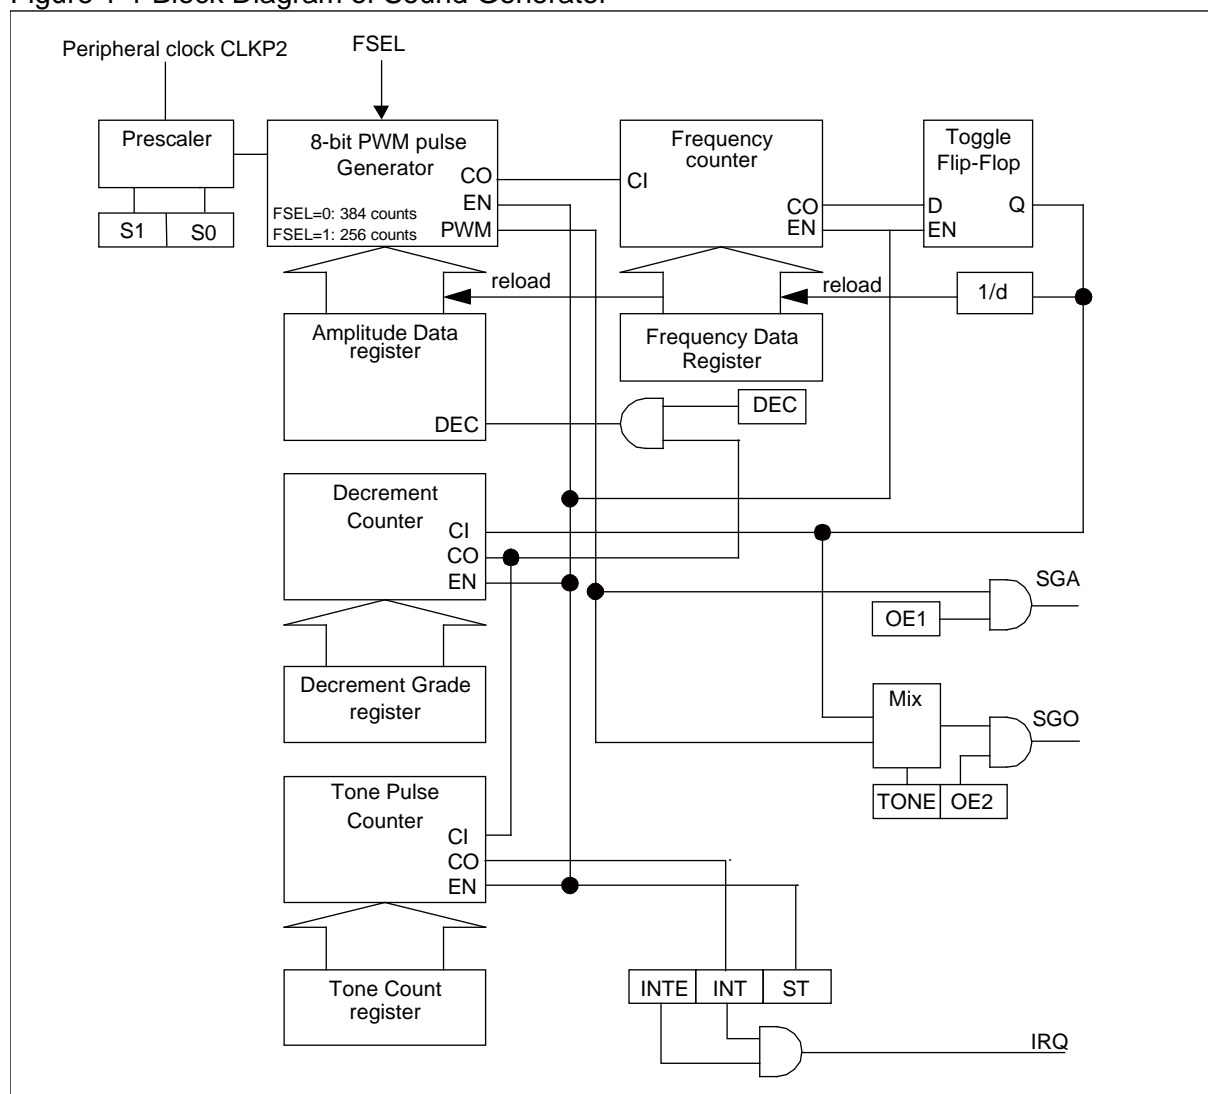 Figure 1-1 Block Diagram of Sound Generator
Peripheral clock CLKP2
FSEL
Prescaler
S1
S0
8-bit PWM pulse
Generator
CO
EN
PWM
FSEL=0: 384 counts
FSEL=1: 256 counts
Frequency
counter
CI
CO
EN
Toggle
Flip-Flop
D
Q
EN
reload
reload
1/d
Amplitude Data
register
DEC
Frequency Data
Register
DEC
Decrement
Counter
CI
CO
EN
SGA
OE1
Decrement Grade
register
Mix
SGO
TONE
OE2
Tone Pulse
Counter
CI
CO
EN
Tone Count
register
INTE
INT
ST
IRQ